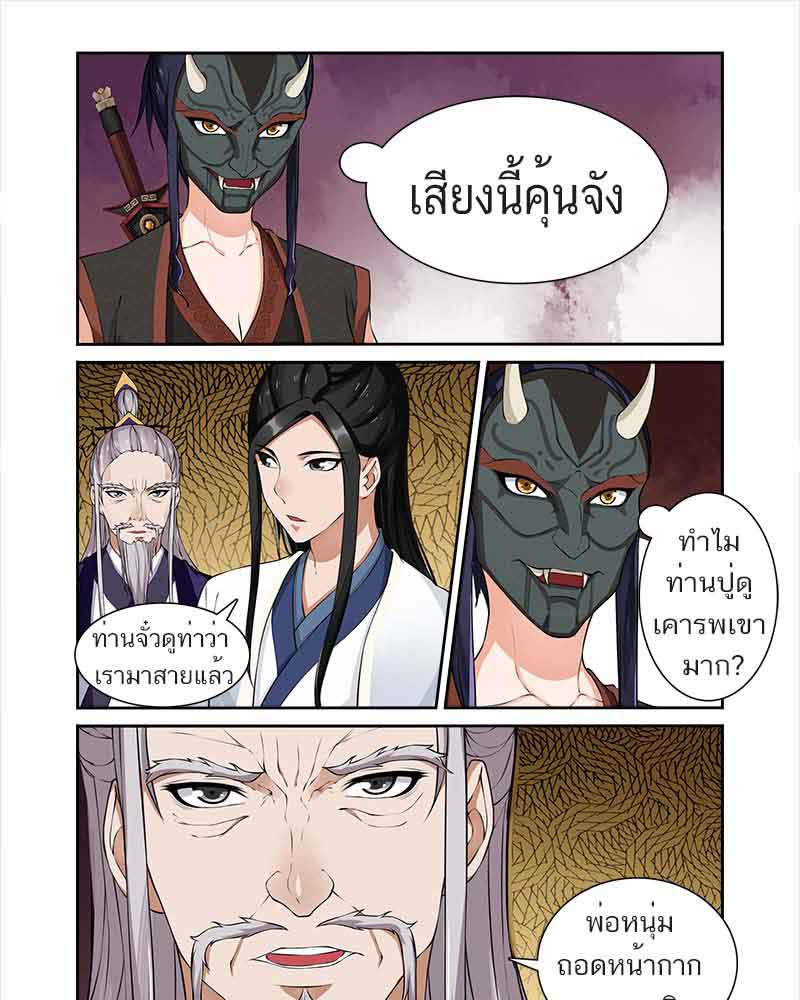 เสียงนี้คุ้นจัง
ท่านจั๋วดูท่าว่า
เรามาสายแล้ว
ทำไม
ท่านปู่ดู
เคารพเขา
มาก?
พ่อหนุ่ม
ถอดหน้ากาก